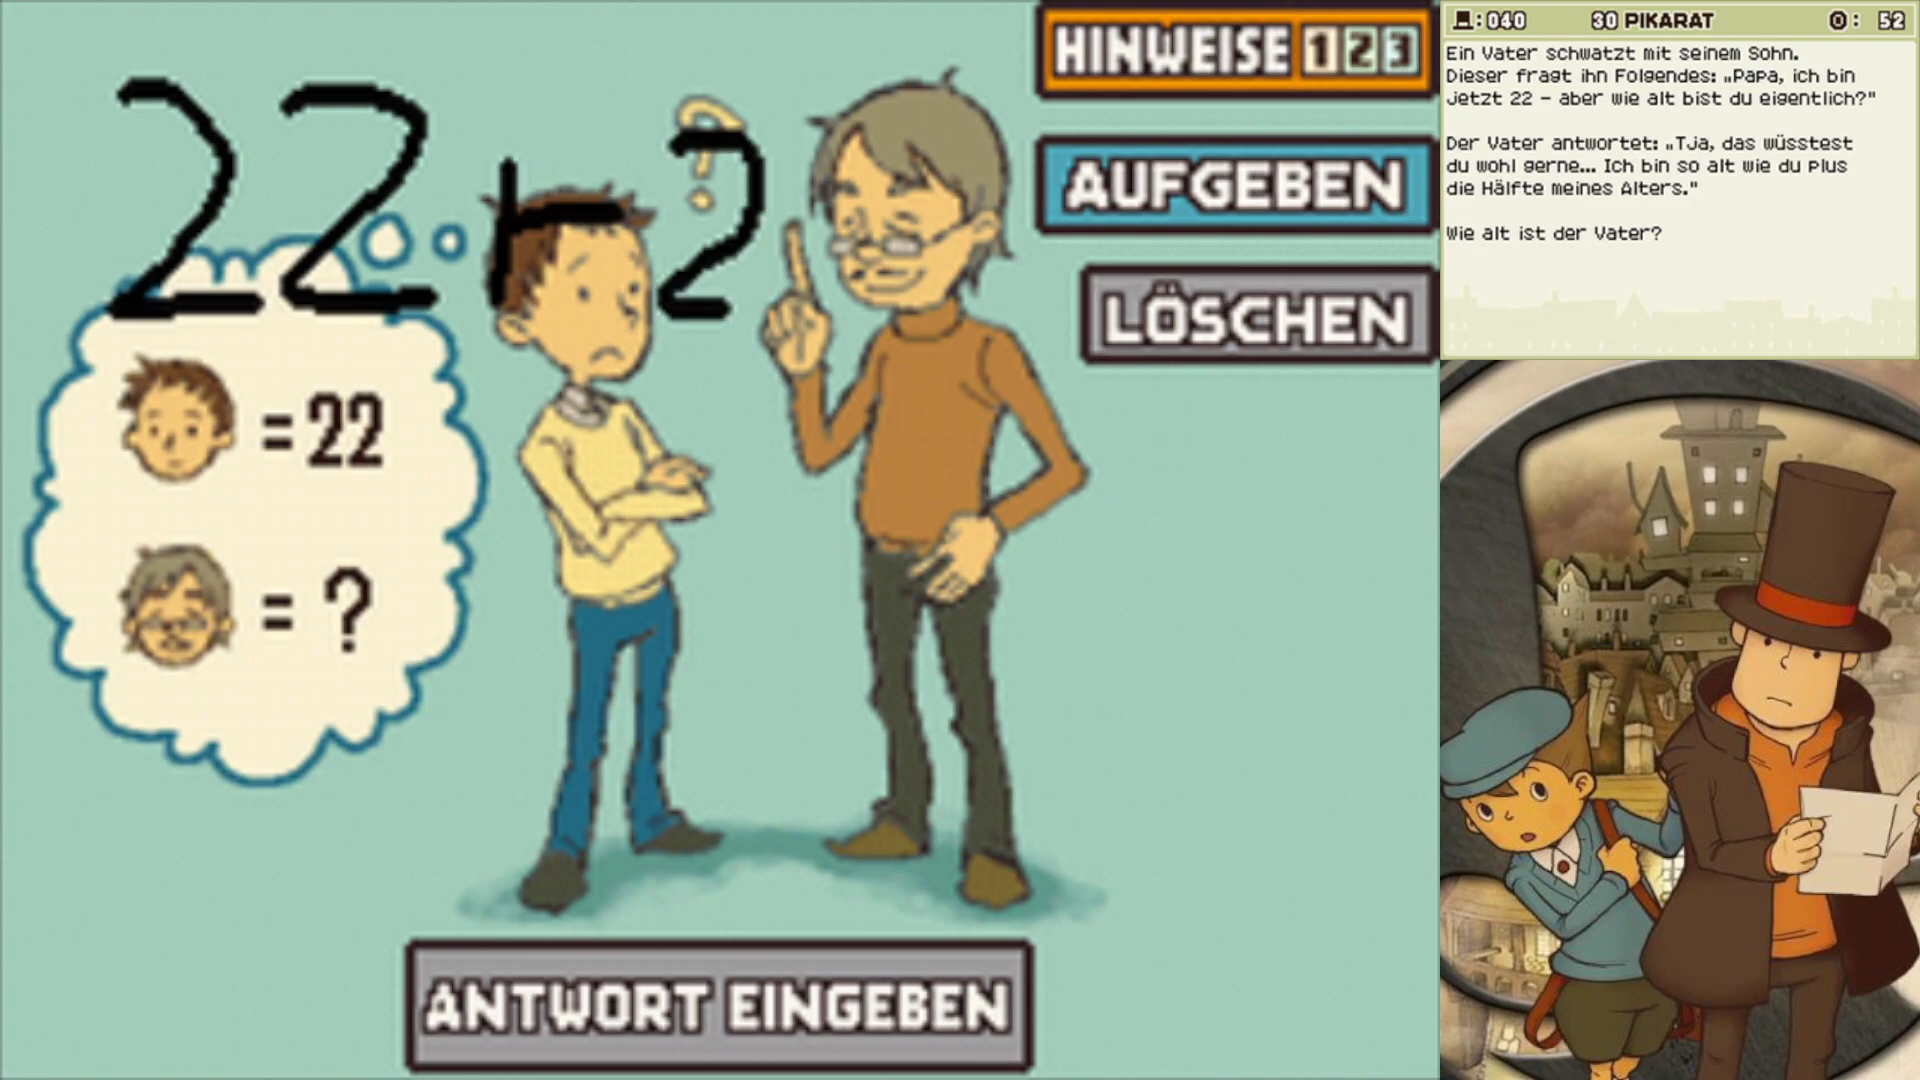 HINWEISE 1 2 3
AUFGEBEN
LÖSCHEN
22 + 2
= 22
= ?
ANTWORT EINGEBEN
:040 30 PIKARAT : 52
Ein Vater schwatzt mit seinem Sohn.
Dieser fragt ihn Folgendes: „Papa, ich bin
jetzt 22 - aber wie alt bist du eigentlich?"
Der Vater antwortet: „Tja, das wüsstest
du wohl gerne... Ich bin so alt wie du plus
die Hälfte meines Alters."
Wie alt ist der Vater?